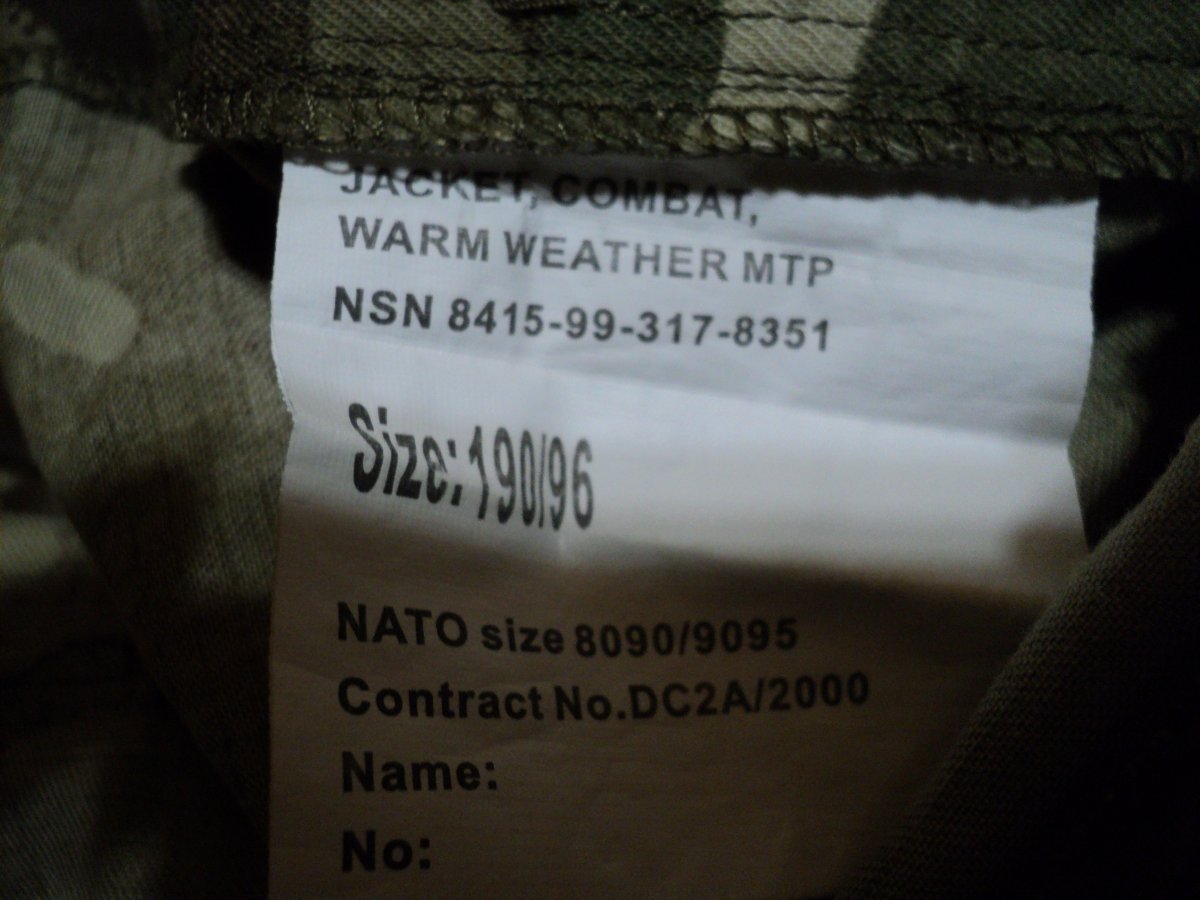 JACKET, COMBAT,
WARM WEATHER MTP
NSN 8415-99-317-8351
Size: 190/96
NATO size 8090/9095
Contract No.DC2A/2000
Name:
No: